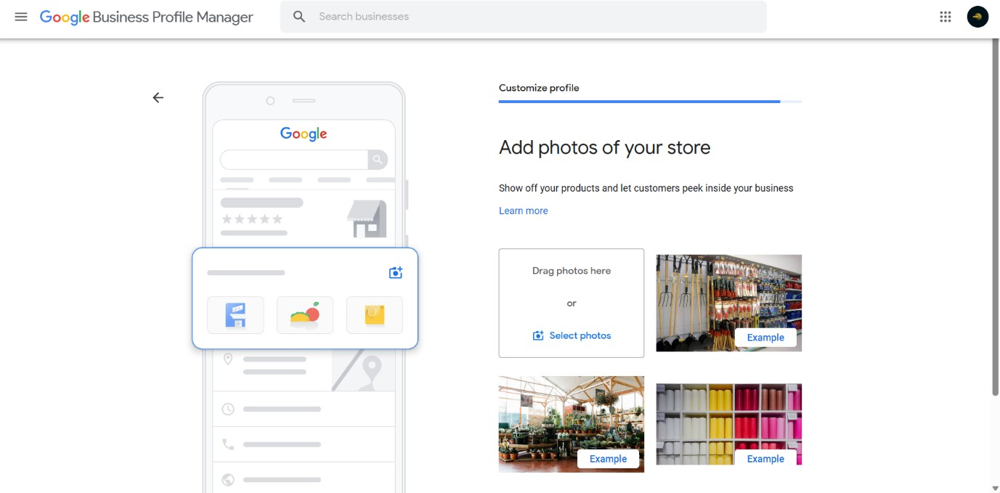 Google Business Profile Manager
Search businesses
Customize profile
Google
Add photos of your store
Show off your products and let customers peek inside your business
Learn more
Drag photos here
or
Select photos
Example
Example
Example